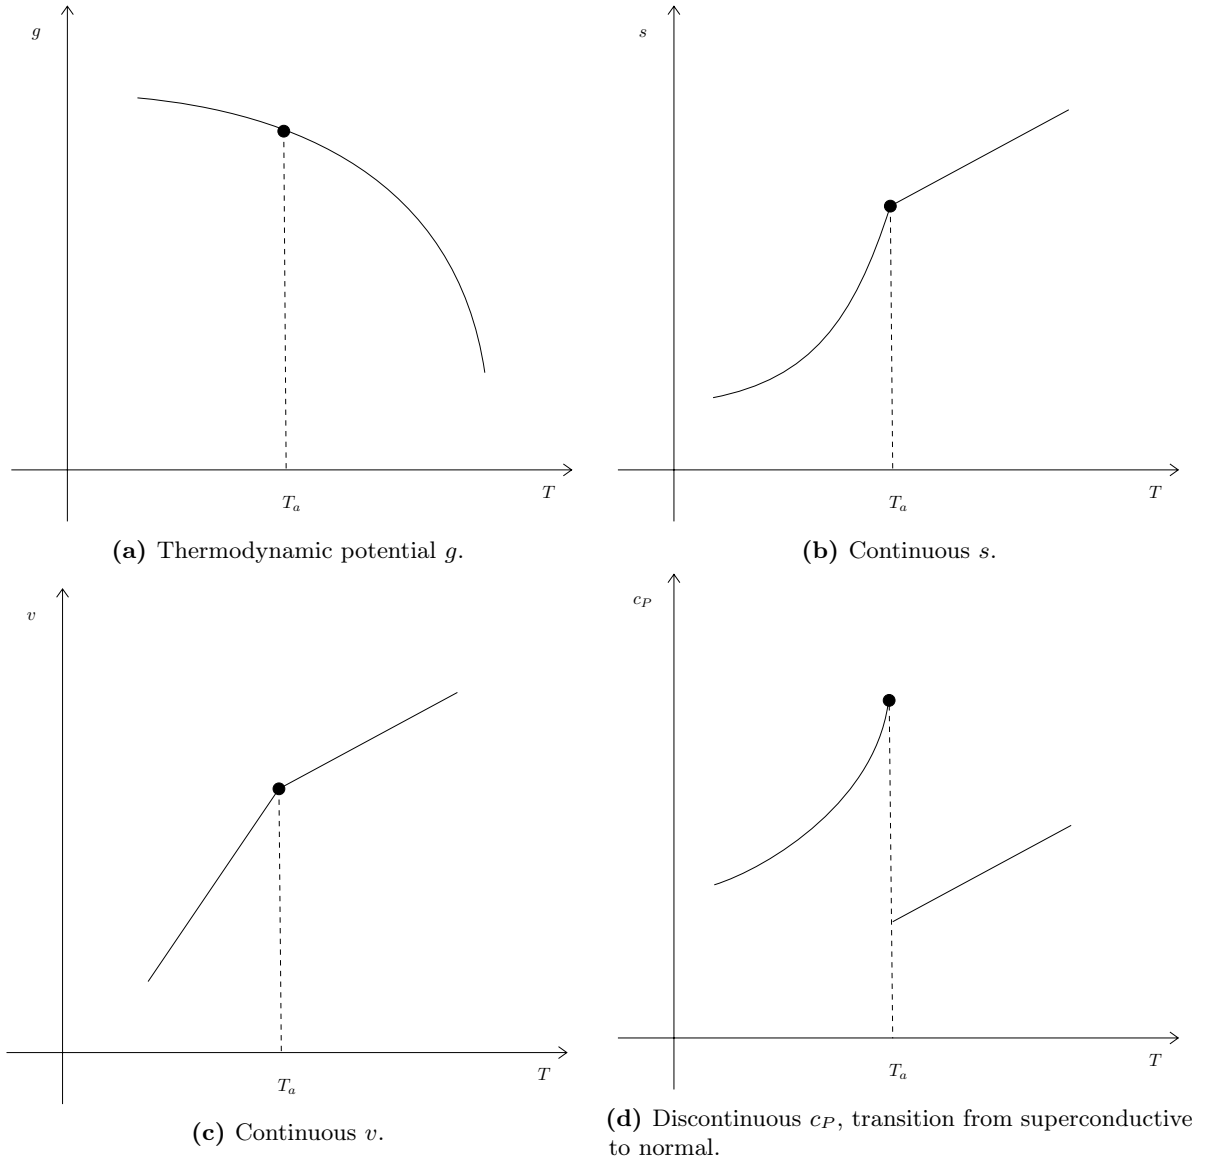 g
T
T_a
(a) Thermodynamic potential g.
s
T
T_a
(b) Continuous s.
v
T
T_a
(c) Continuous v.
c_P
T
T_a
(d) Discontinuous c_P, transition from superconductive
to normal.